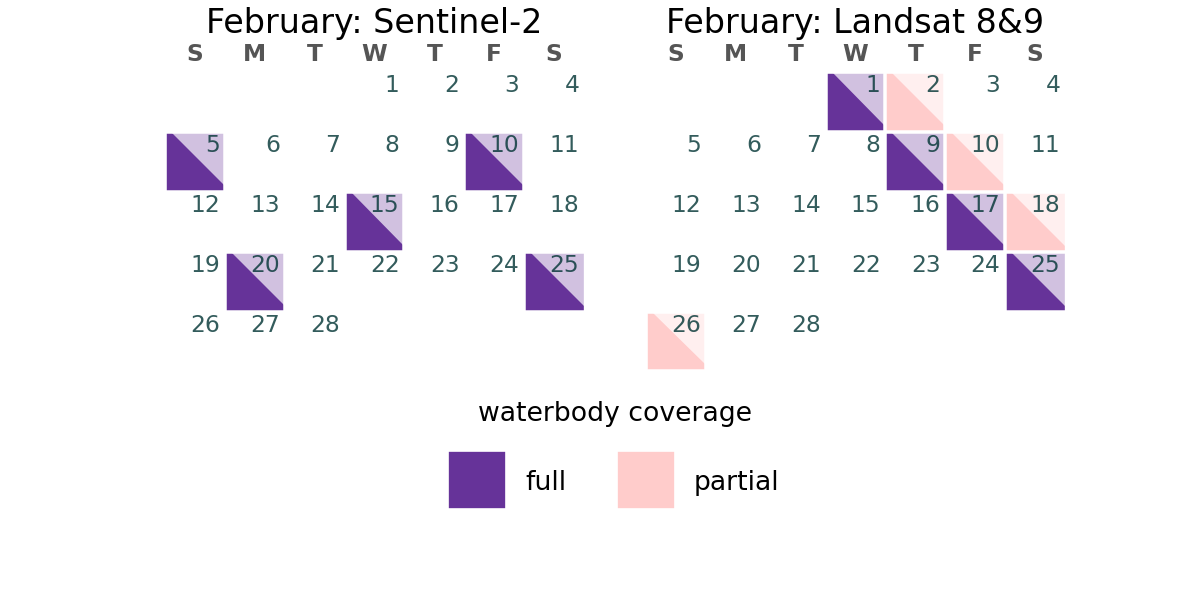 February: Sentinel-2
S M T W T F S
1 2 3 4
5 6 7 8 9 10 11
12 13 14 15 16 17 18
19 20 21 22 23 24 25
26 27 28
February: Landsat 8&9
S M T W T F S
1 2 3 4
5 6 7 8 9 10 11
12 13 14 15 16 17 18
19 20 21 22 23 24 25
26 27 28
waterbody coverage
full partial